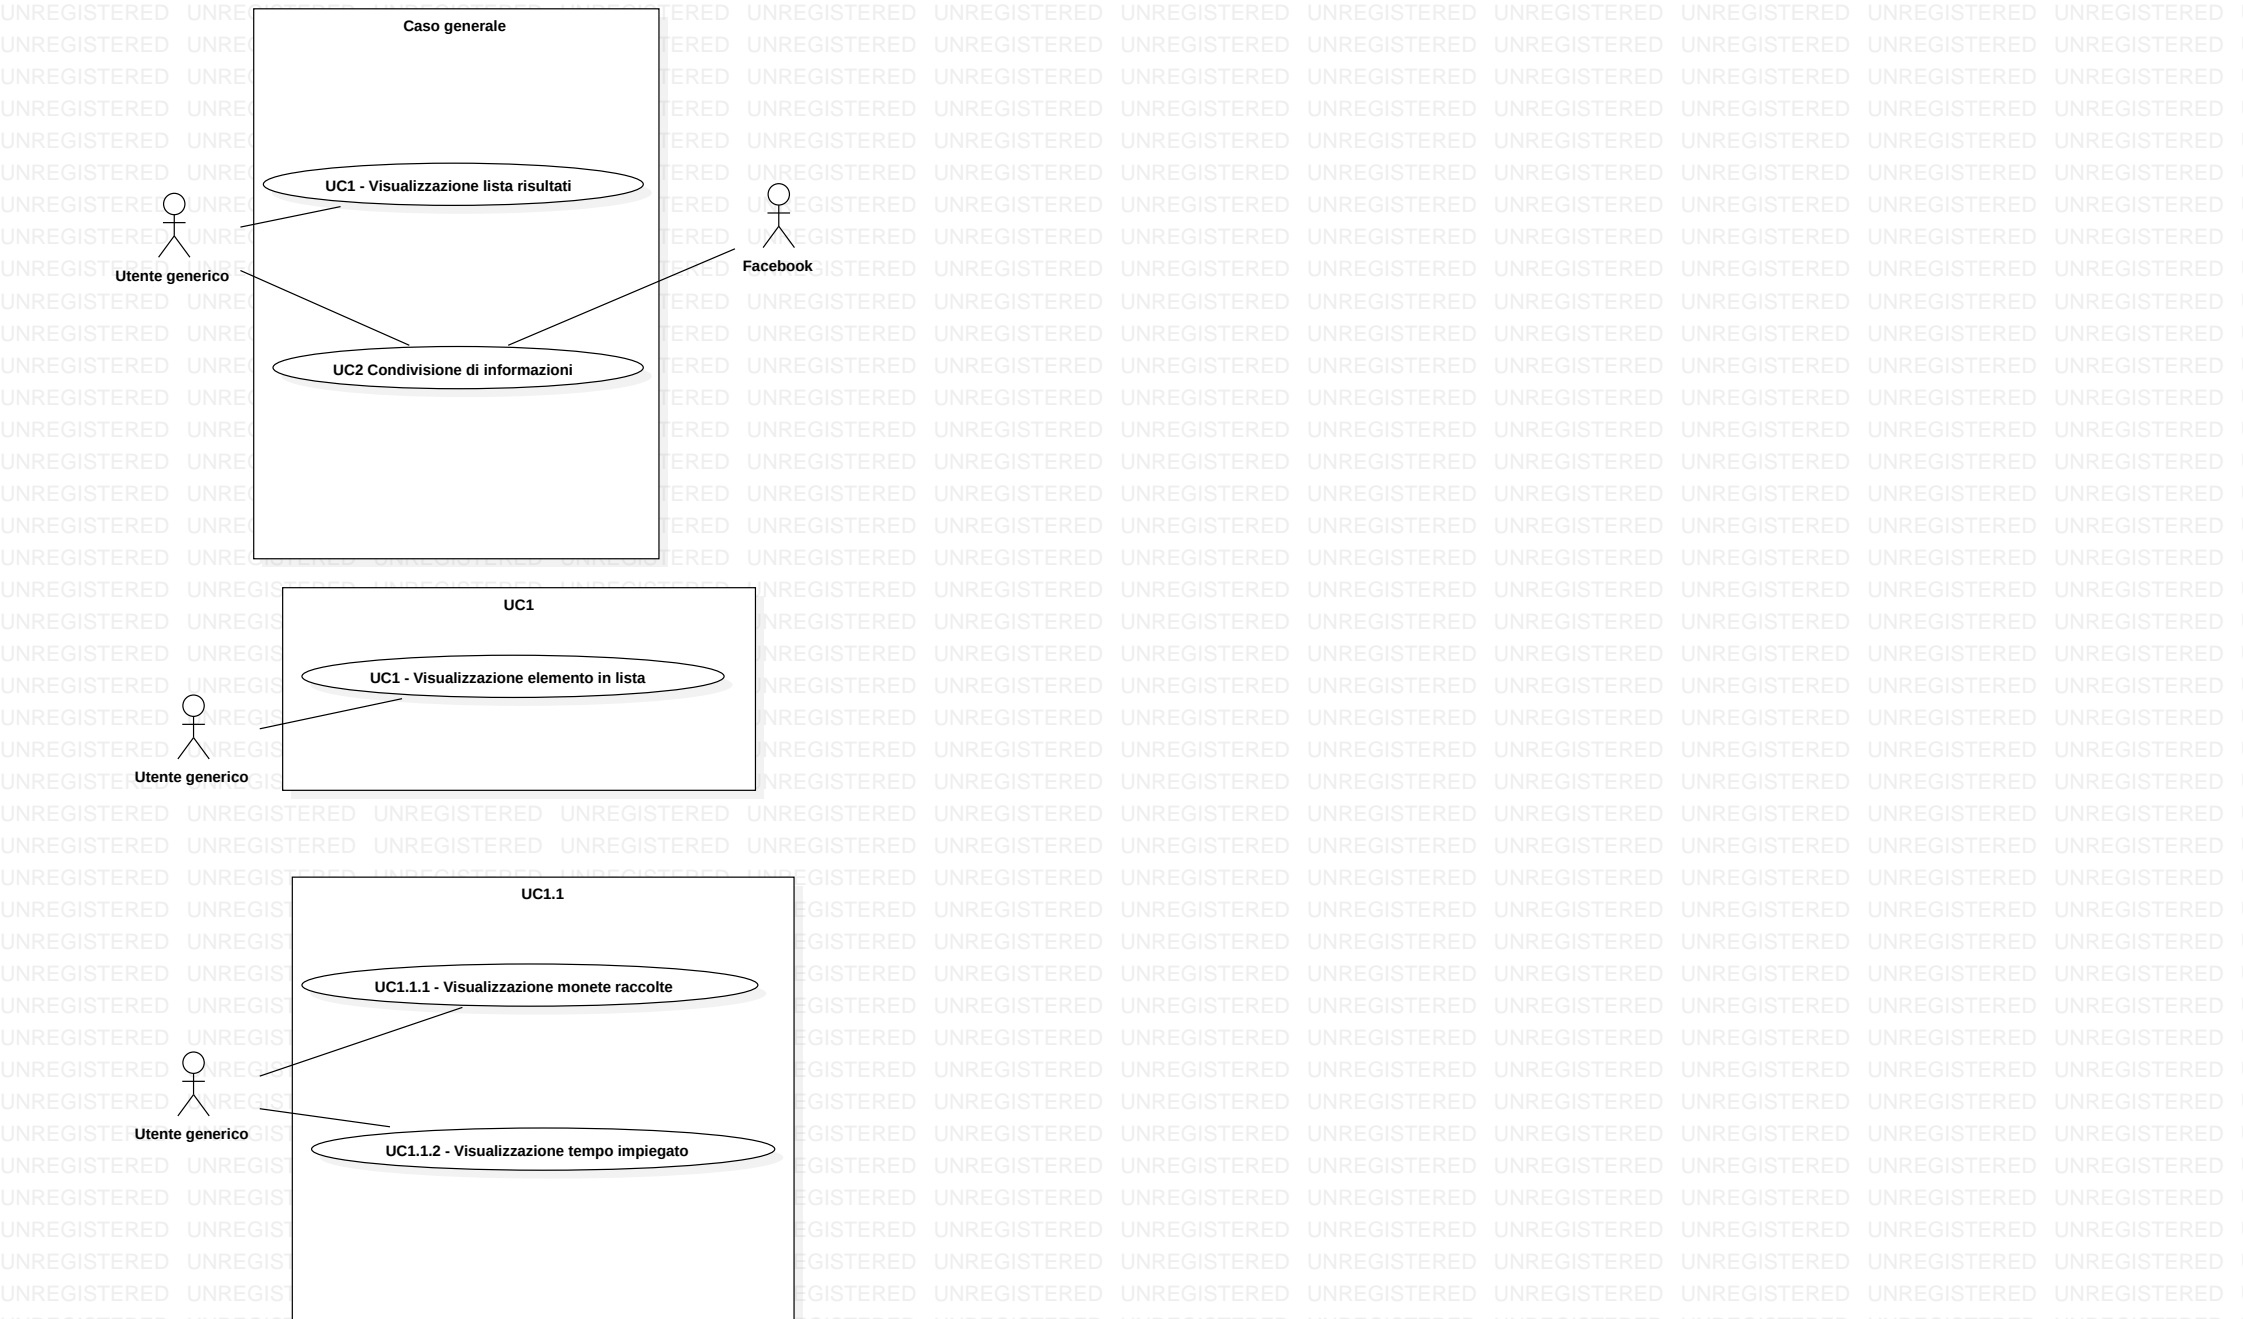 Caso generale
UC1 - Visualizzazione lista risultati
Utente generico
Facebook
UC2 Condivisione di informazioni
UC1
UC1 - Visualizzazione elemento in lista
Utente generico
UC1.1
UC1.1.1 - Visualizzazione monete raccolte
Utente generico
UC1.1.2 - Visualizzazione tempo impiegato
UNREGISTERED